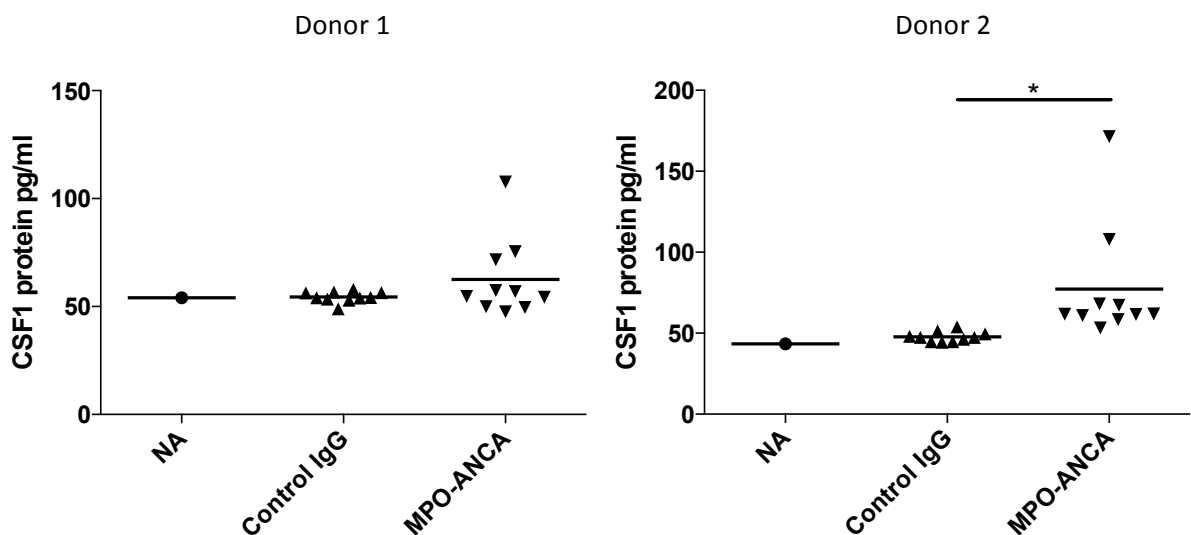 Donor 1
150
100
50
0
CSF1 protein pg/ml
NA
Control IgG
MPO-ANCA
Donor 2
200
150
100
50
0
CSF1 protein pg/ml
*
NA
Control IgG
MPO-ANCA